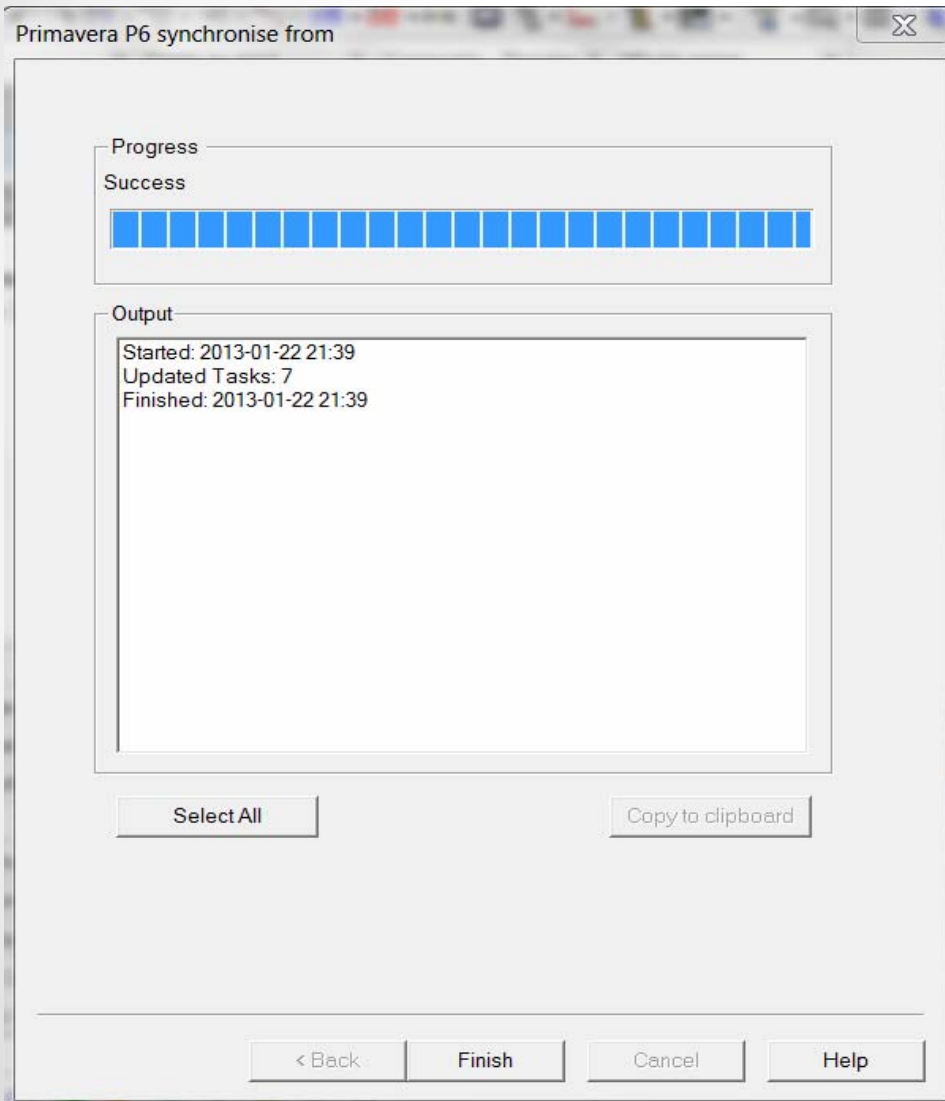 Primavera P6 synchronise from
Progress
Success
Output
Started: 2013-01-22 21:39
Updated Tasks: 7
Finished: 2013-01-22 21:39
Select All
Copy to clipboard
< Back
Finish
Cancel
Help